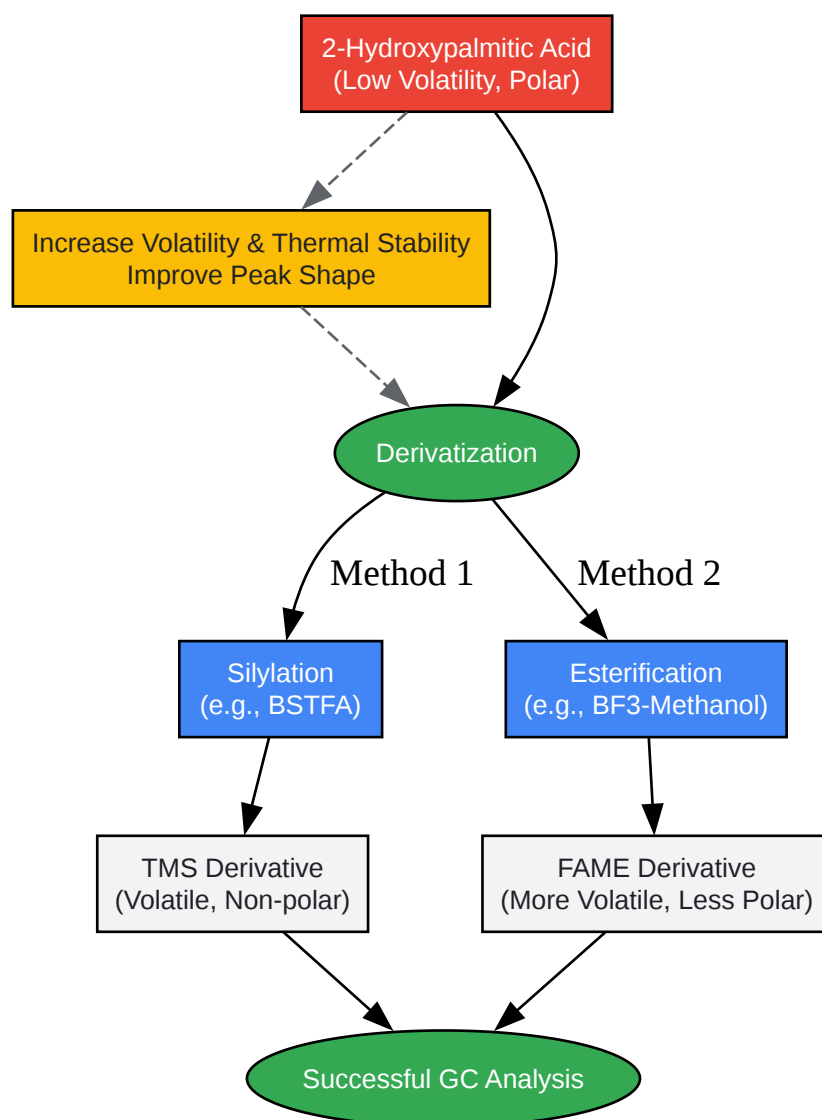 2-Hydroxypalmitic Acid
(Low Volatility, Polar)
Increase Volatility & Thermal Stability
Improve Peak Shape
Derivatization
Method 1
Method 2
Silylation
(e.g., BSTFA)
Esterification
(e.g., BF3-Methanol)
TMS Derivative
(Volatile, Non-polar)
FAME Derivative
(More Volatile, Less Polar)
Successful GC Analysis